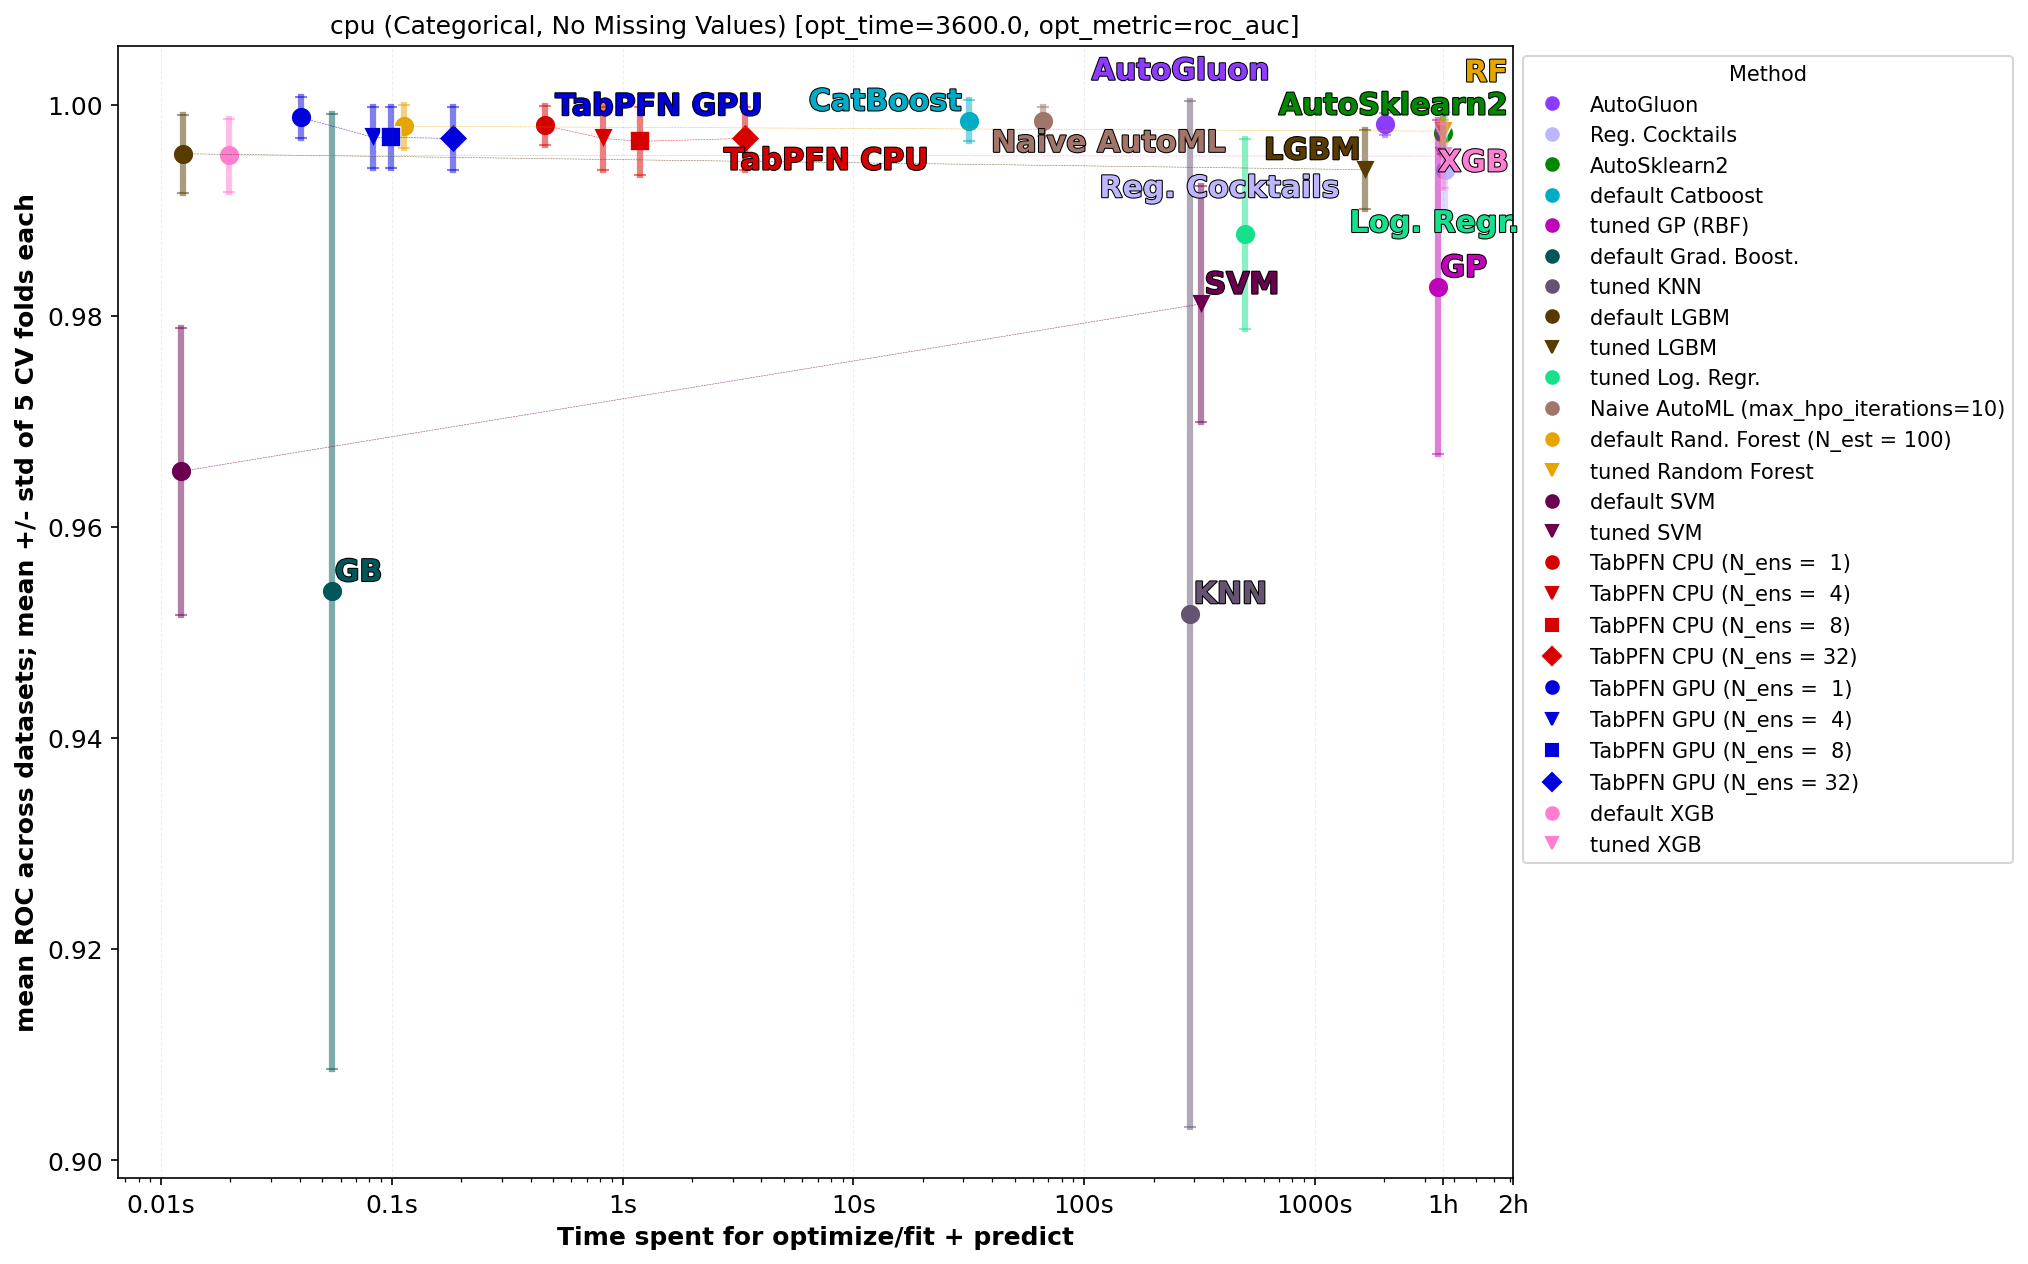 cpu (Categorical, No Missing Values) [opt_time=3600.0, opt_metric=roc_auc]
mean ROC across datasets; mean +/- std of 5 CV folds each
1.00
0.98
0.96
0.94
0.92
0.90
AutoGluon
RF
TabPFN GPU
CatBoost
AutoSklearn2
Naive AutoML
LGBM
TabPFN CPU
XGB
Reg. Cocktails
Log. Regr.
GP
SVM
GB
KNN
0.01s
0.1s
1s
10s
100s
1000s
1h
2h
Time spent for optimize/fit + predict
Method
AutoGluon
Reg. Cocktails
AutoSklearn2
default Catboost
tuned GP (RBF)
default Grad. Boost.
tuned KNN
default LGBM
tuned LGBM
tuned Log. Regr.
Naive AutoML (max_hpo_iterations=10)
default Rand. Forest (N_est = 100)
tuned Random Forest
default SVM
tuned SVM
TabPFN CPU (N_ens =  1)
TabPFN CPU (N_ens =  4)
TabPFN CPU (N_ens =  8)
TabPFN CPU (N_ens = 32)
TabPFN GPU (N_ens =  1)
TabPFN GPU (N_ens =  4)
TabPFN GPU (N_ens =  8)
TabPFN GPU (N_ens = 32)
default XGB
tuned XGB